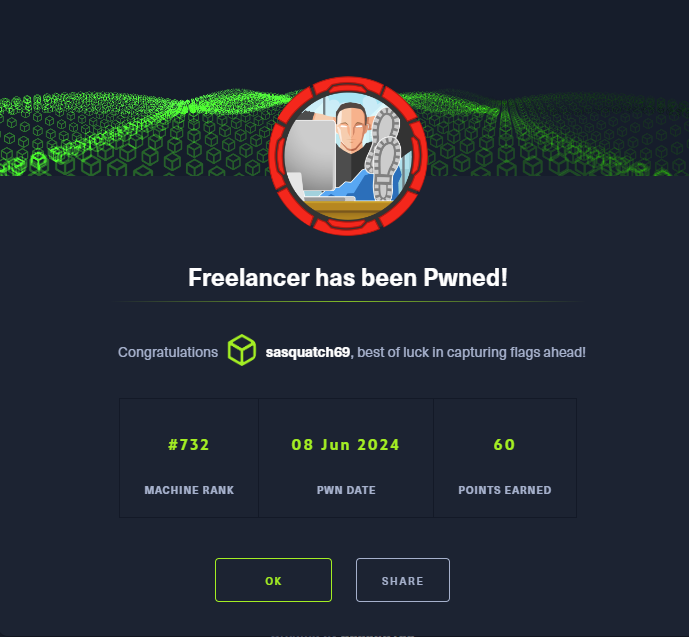 Freelancer has been Pwned!
Congratulations sasquatch69, best of luck in capturing flags ahead!
#732 08 Jun 2024 60
MACHINE RANK PWN DATE POINTS EARNED
OK SHARE